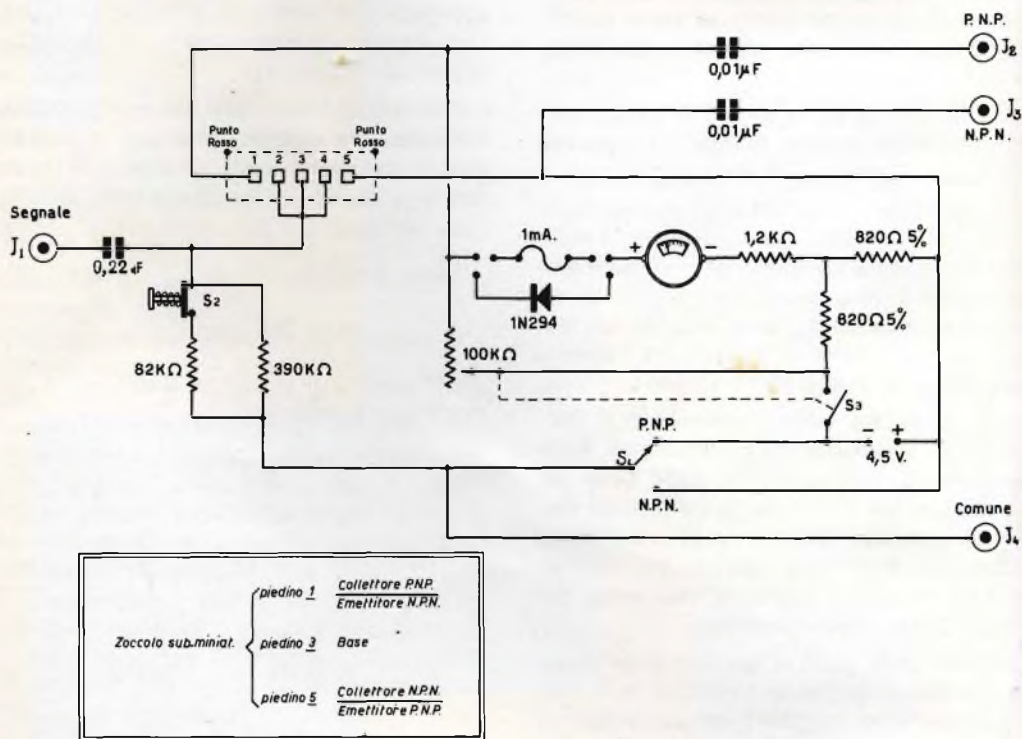 P.N.P.
J2
0,01µF
J3
N.P.N.
0,01µF
Punto Rosso
Punto Rosso
1 2 3 4 5
Segnale
J1
0,22 µF
S2
82KΩ
390KΩ
1mA.
+ -
1,2 KΩ
820Ω 5%
1N294
820Ω 5%
100KΩ
S3
P.N.P.
- +
S1
4,5 V.
N.P.N.
Comune
J4
Zoccolo sub.miniat.
piedino 1
Collettore P.N.P.
Emettitore N.P.N.
piedino 3
Base
piedino 5
Collettore N.P.N.
Emettitore P.N.P.